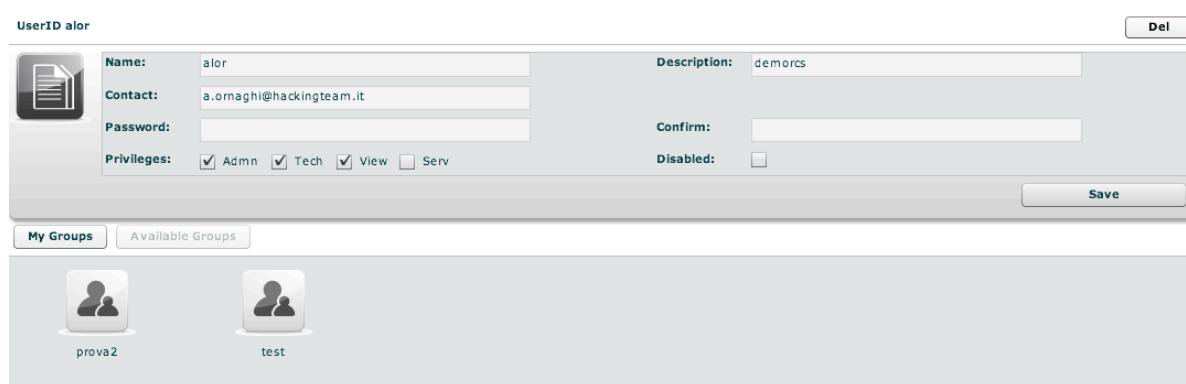 UserID alor Del
Name: alor Description: demorcs
Contact: a.ornaghi@hackingteam.it
Password: Confirm:
Privileges: Admn Tech View Serv Disabled:
Save
My Groups Available Groups
prova2 test